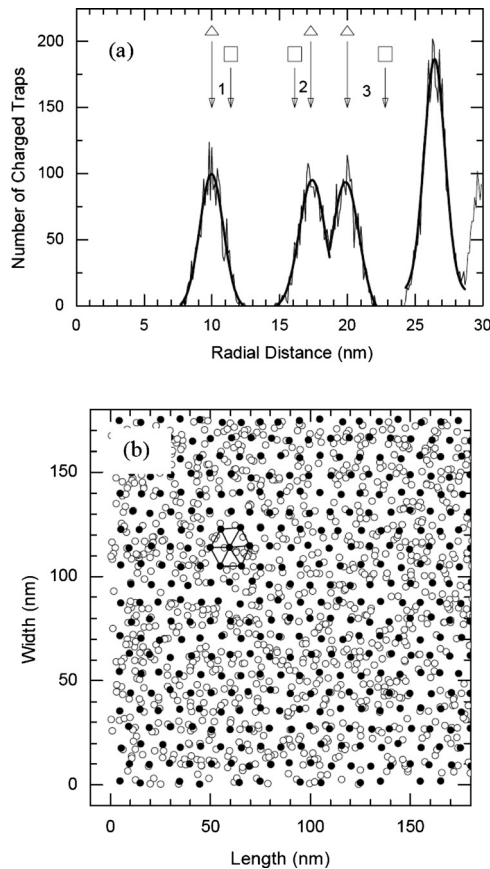 (a)
Number of Charged Traps
200
150
100
50
0
1 2 3
0 5 10 15 20 25 30
Radial Distance (nm)
(b)
Width (nm)
150
100
50
0
0 50 100 150
Length (nm)